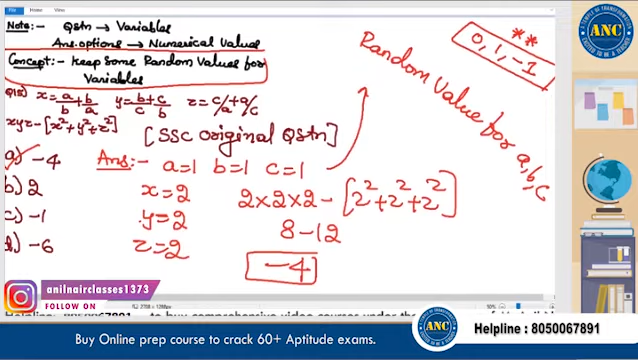 Note:- Qstn → Variables
Ans.options → Numerical Values
Concept:- Keep Some Random Values for
Variables
x = a/b + b/a y = b/c + c/b z = c/a + a/c
xyz - [x² + y² + z²]
[SSC Original Qstn]
a) -4
b) 2
c) -1
d) -6
Ans:- a=1 b=1 c=1
x=2
y=2
z=2
2×2×2 - [2² + 2² + 2²]
8 - 12
-4
Random Value for a, b, c
**
0, 1, -1
ANC
anilnairclasses1373
FOLLOW ON
ANC
Helpline : 8050067891
Buy Online prep course to crack 60+ Aptitude exams.